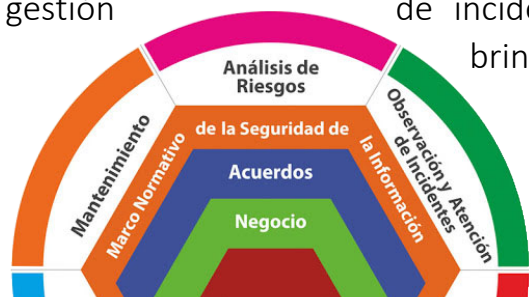 gestión
de incide
brin
Análisis de
Riesgos
Mantenimiento
Observación y Atención
de Incidentes
Marco Normativo
de la Seguridad de
la Información
Acuerdos
Negocio